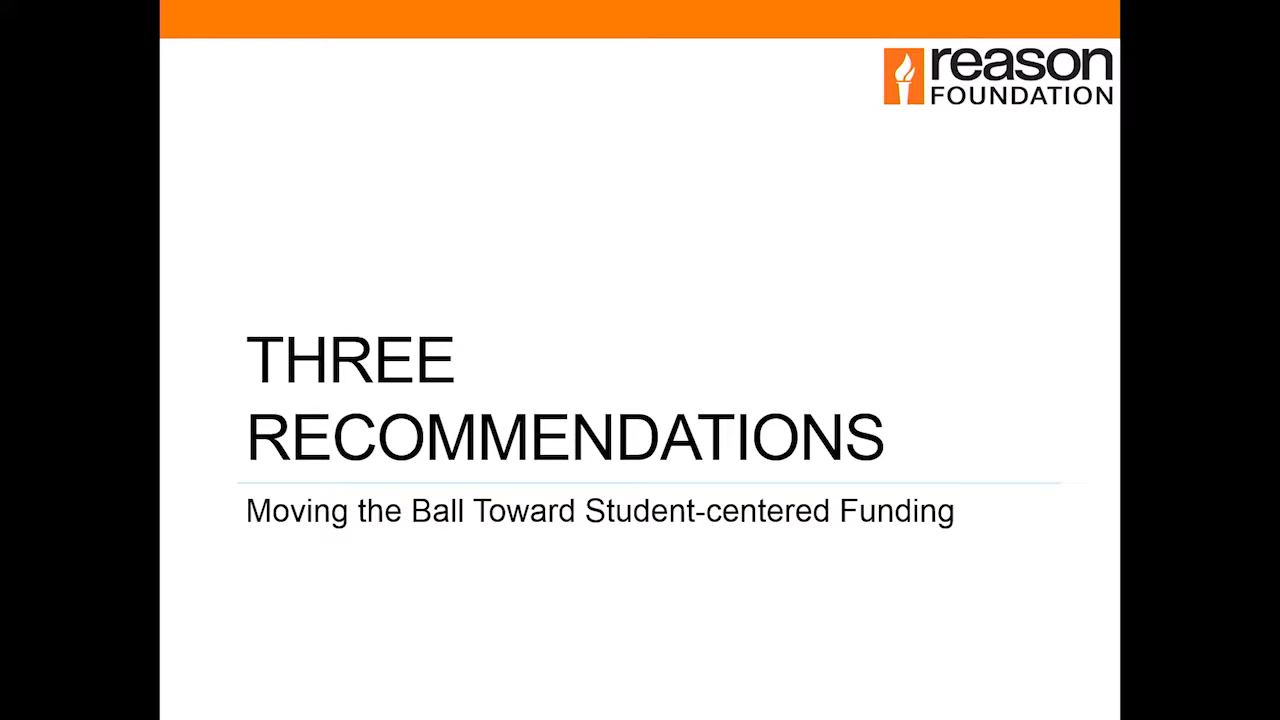 reason
FOUNDATION
THREE
RECOMMENDATIONS
Moving the Ball Toward Student-centered Funding